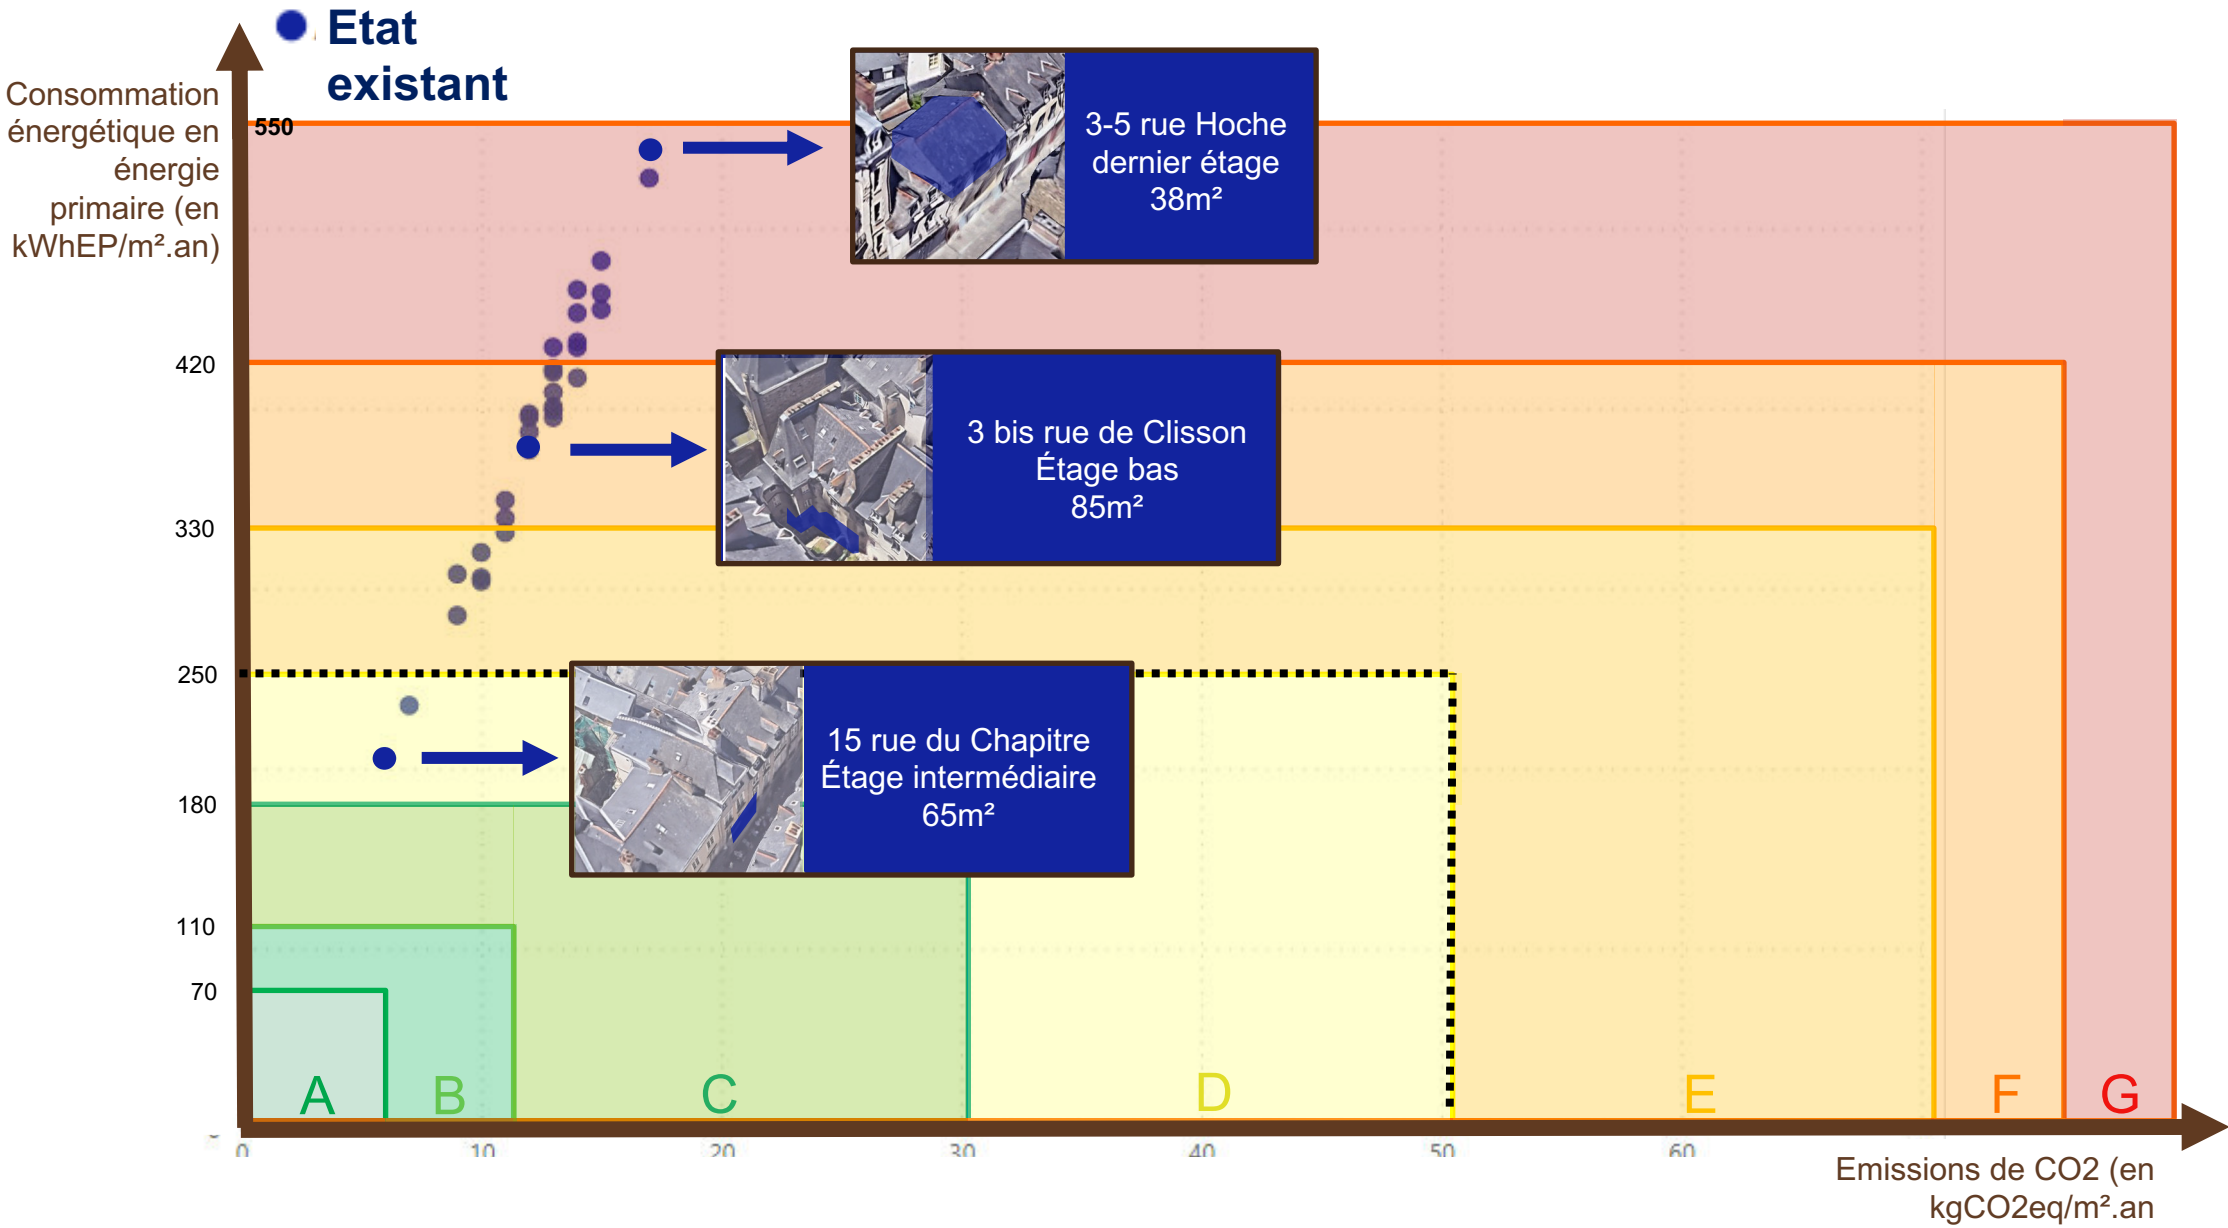 Etat
existant
Consommation
énergétique en
énergie
primaire (en
kWhEP/m².an)
550
420
330
250
180
110
70
3-5 rue Hoche
dernier étage
38m²
3 bis rue de Clisson
Étage bas
85m²
15 rue du Chapitre
Étage intermédiaire
65m²
A
B
C
D
E
F
G
0
10
20
30
40
50
60
Emissions de CO2 (en
kgCO2eq/m².an